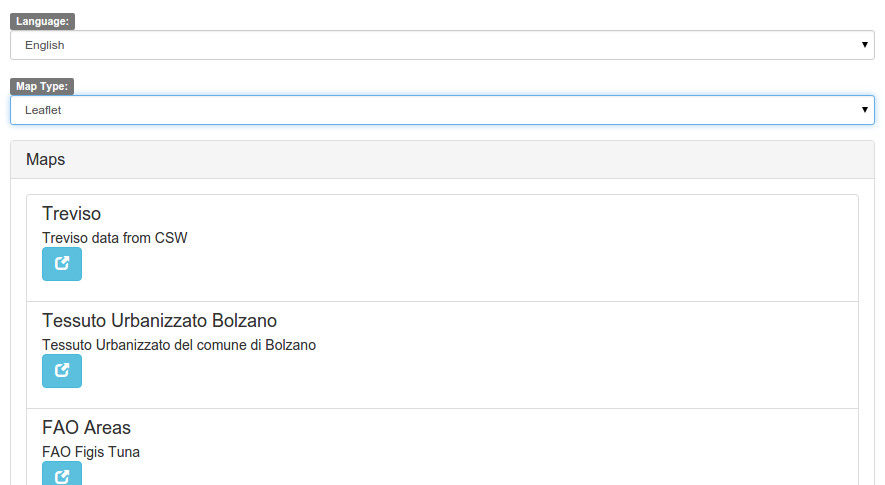 Language:
English
Map Type:
Leaflet
Maps
Treviso
Treviso data from CSW
Tessuto Urbanizzato Bolzano
Tessuto Urbanizzato del comune di Bolzano
FAO Areas
FAO Figis Tuna